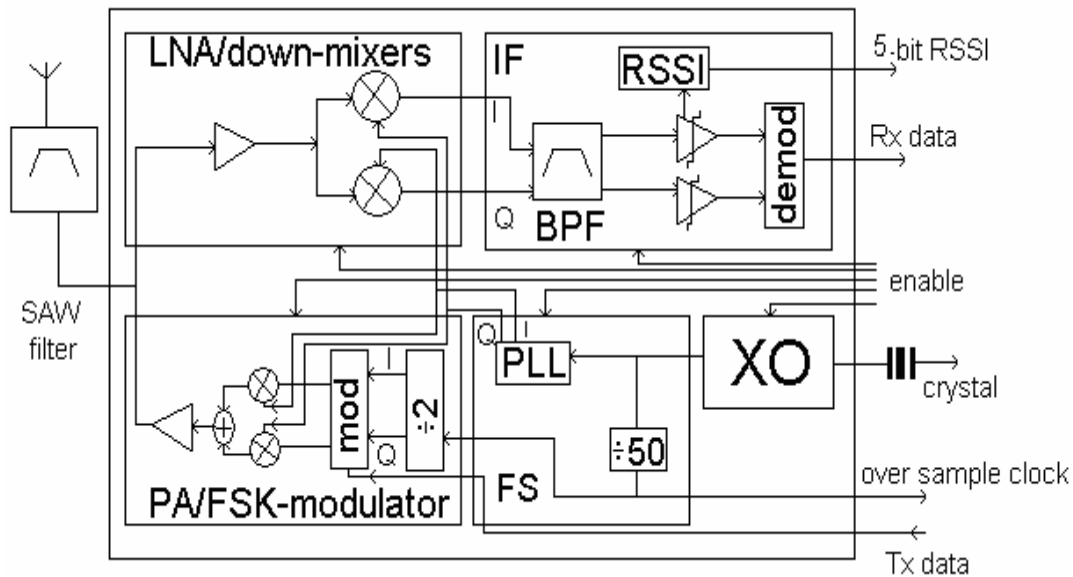 LNA/down-mixers
IF
RSSI
5-bit RSSI
I
demod
Rx data
Q
BPF
SAW
filter
enable
Q
I
PLL
XO
crystal
I
mod
÷2
Q
÷50
FS
PA/FSK-modulator
over sample clock
Tx data